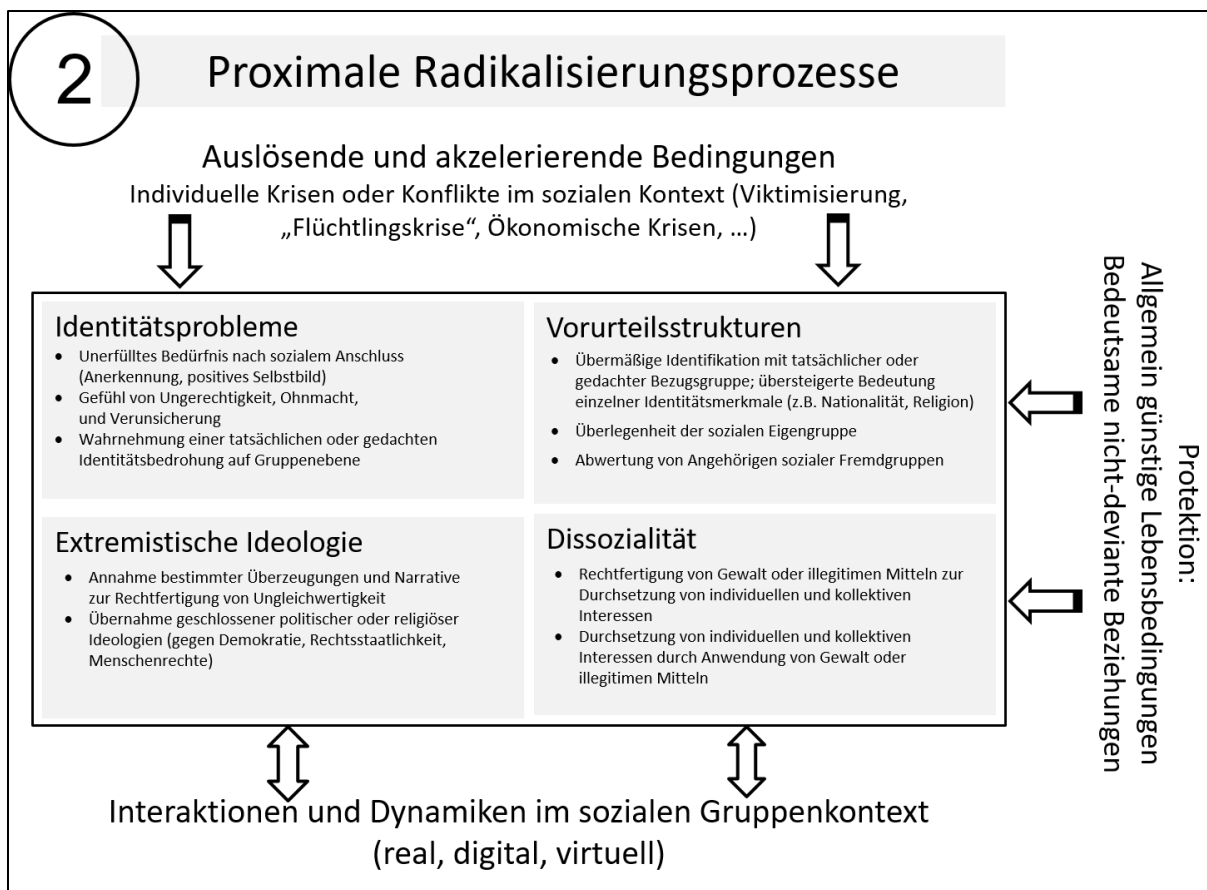 2
Proximale Radikalisierungsprozesse
Auslösende und akzelerierende Bedingungen
Individuelle Krisen oder Konflikte im sozialen Kontext (Viktimisierung,
„Flüchtlingskrise“, Ökonomische Krisen, …)
Identitätsprobleme
• Unerfülltes Bedürfnis nach sozialem Anschluss
(Anerkennung, positives Selbstbild)
• Gefühl von Ungerechtigkeit, Ohnmacht,
und Verunsicherung
• Wahrnehmung einer tatsächlichen oder gedachten
Identitätsbedrohung auf Gruppenebene
Vorurteilsstrukturen
• Übermäßige Identifikation mit tatsächlicher oder
gedachter Bezugsgruppe; übersteigerte Bedeutung
einzelner Identitätsmerkmale (z.B. Nationalität, Religion)
• Überlegenheit der sozialen Eigengruppe
• Abwertung von Angehörigen sozialer Fremdgruppen
Extremistische Ideologie
• Annahme bestimmter Überzeugungen und Narrative
zur Rechtfertigung von Ungleichwertigkeit
• Übernahme geschlossener politischer oder religiöser
Ideologien (gegen Demokratie, Rechtsstaatlichkeit,
Menschenrechte)
Dissozialität
• Rechtfertigung von Gewalt oder illegitimen Mitteln zur
Durchsetzung von individuellen und kollektiven
Interessen
• Durchsetzung von individuellen und kollektiven
Interessen durch Anwendung von Gewalt oder
illegitimen Mitteln
Protektion:
Allgemein günstige Lebensbedingungen
Bedeutsame nicht-deviante Beziehungen
Interaktionen und Dynamiken im sozialen Gruppenkontext
(real, digital, virtuell)